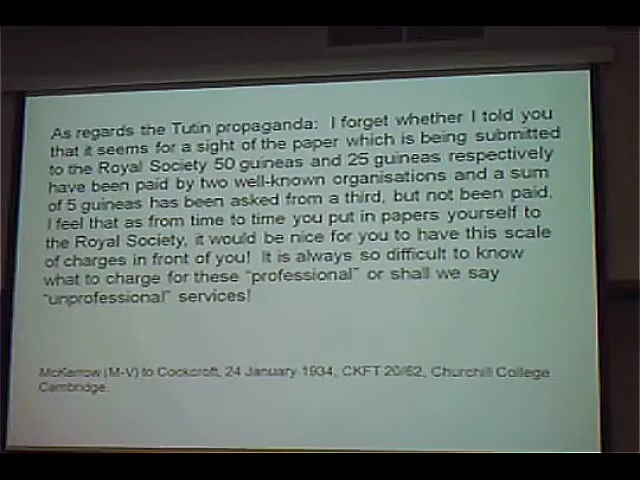 As regards the Tutin propaganda: I forget whether I told you
that it seems for a sight of the paper which is being submitted
to the Royal Society 50 guineas and 25 guineas respectively
have been paid by two well-known organisations and a sum
of 5 guineas has been asked from a third, but not been paid.
I feel that as from time to time you put in papers yourself to
the Royal Society, it would be nice for you to have this scale
of charges in front of you! It is always so difficult to know
what to charge for these "professional" or shall we say
"unprofessional" services!
McKerrow (M-V) to Cockcroft, 24 January 1934, CKFT 20/62, Churchill College
Cambridge.